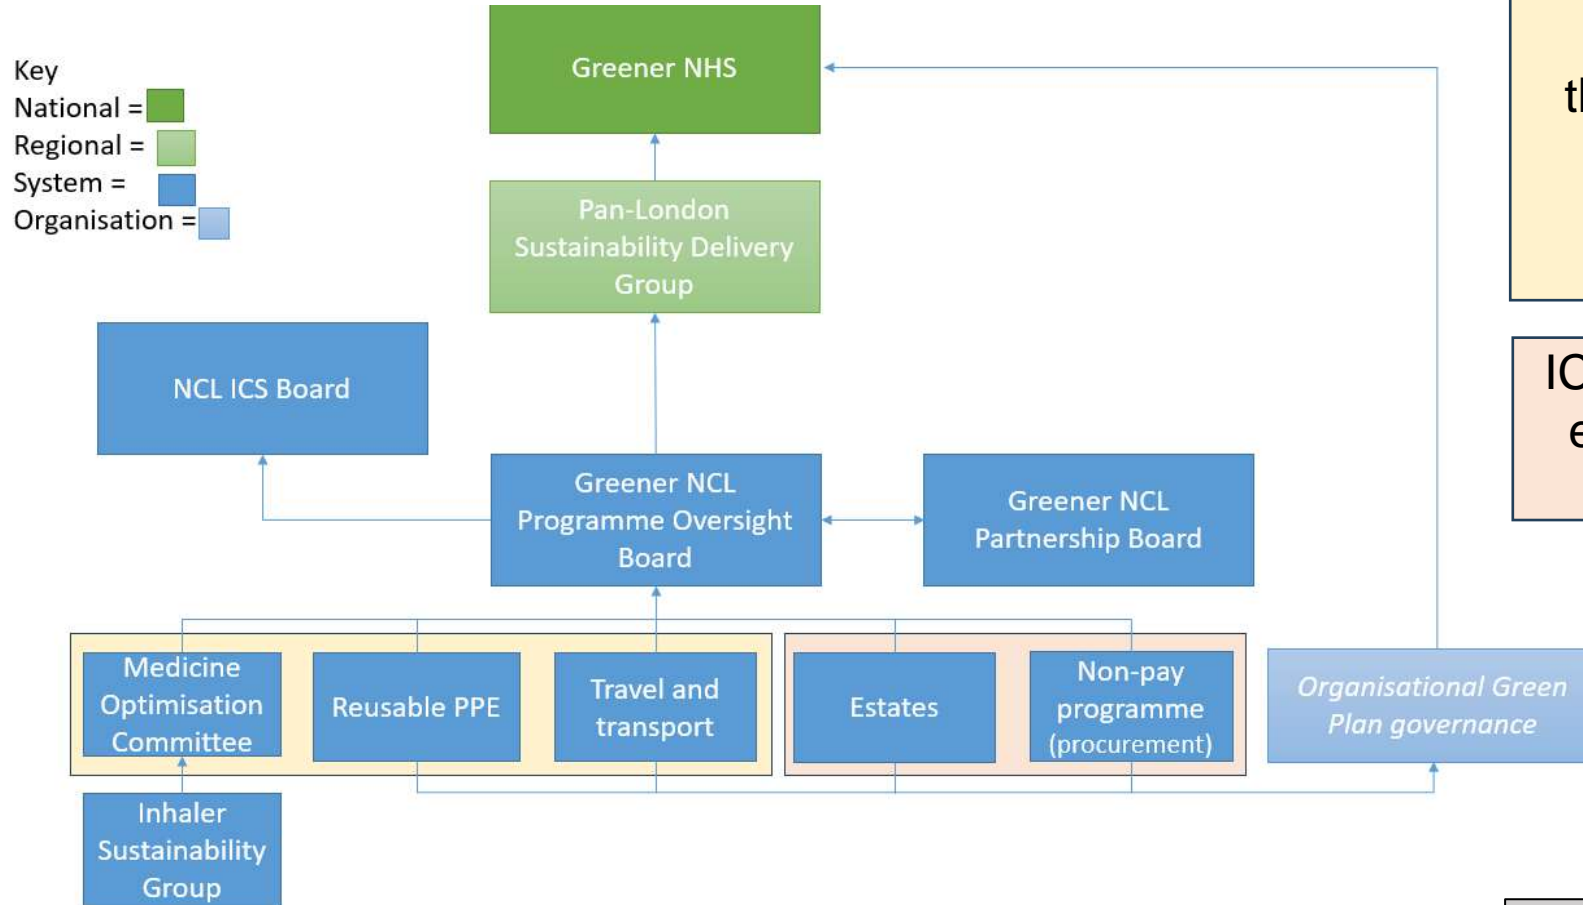 Key
National =
Regional =
System =
Organisation =
Greener NHS
Pan-London
Sustainability Delivery
Group
NCL ICS Board
Greener NCL
Programme Oversight
Board
Greener NCL
Partnership Board
Medicine
Optimisation
Committee
Reusable PPE
Travel and
transport
Estates
Non-pay
programme
(procurement)
Organisational Green
Plan governance
Inhaler
Sustainability
Group